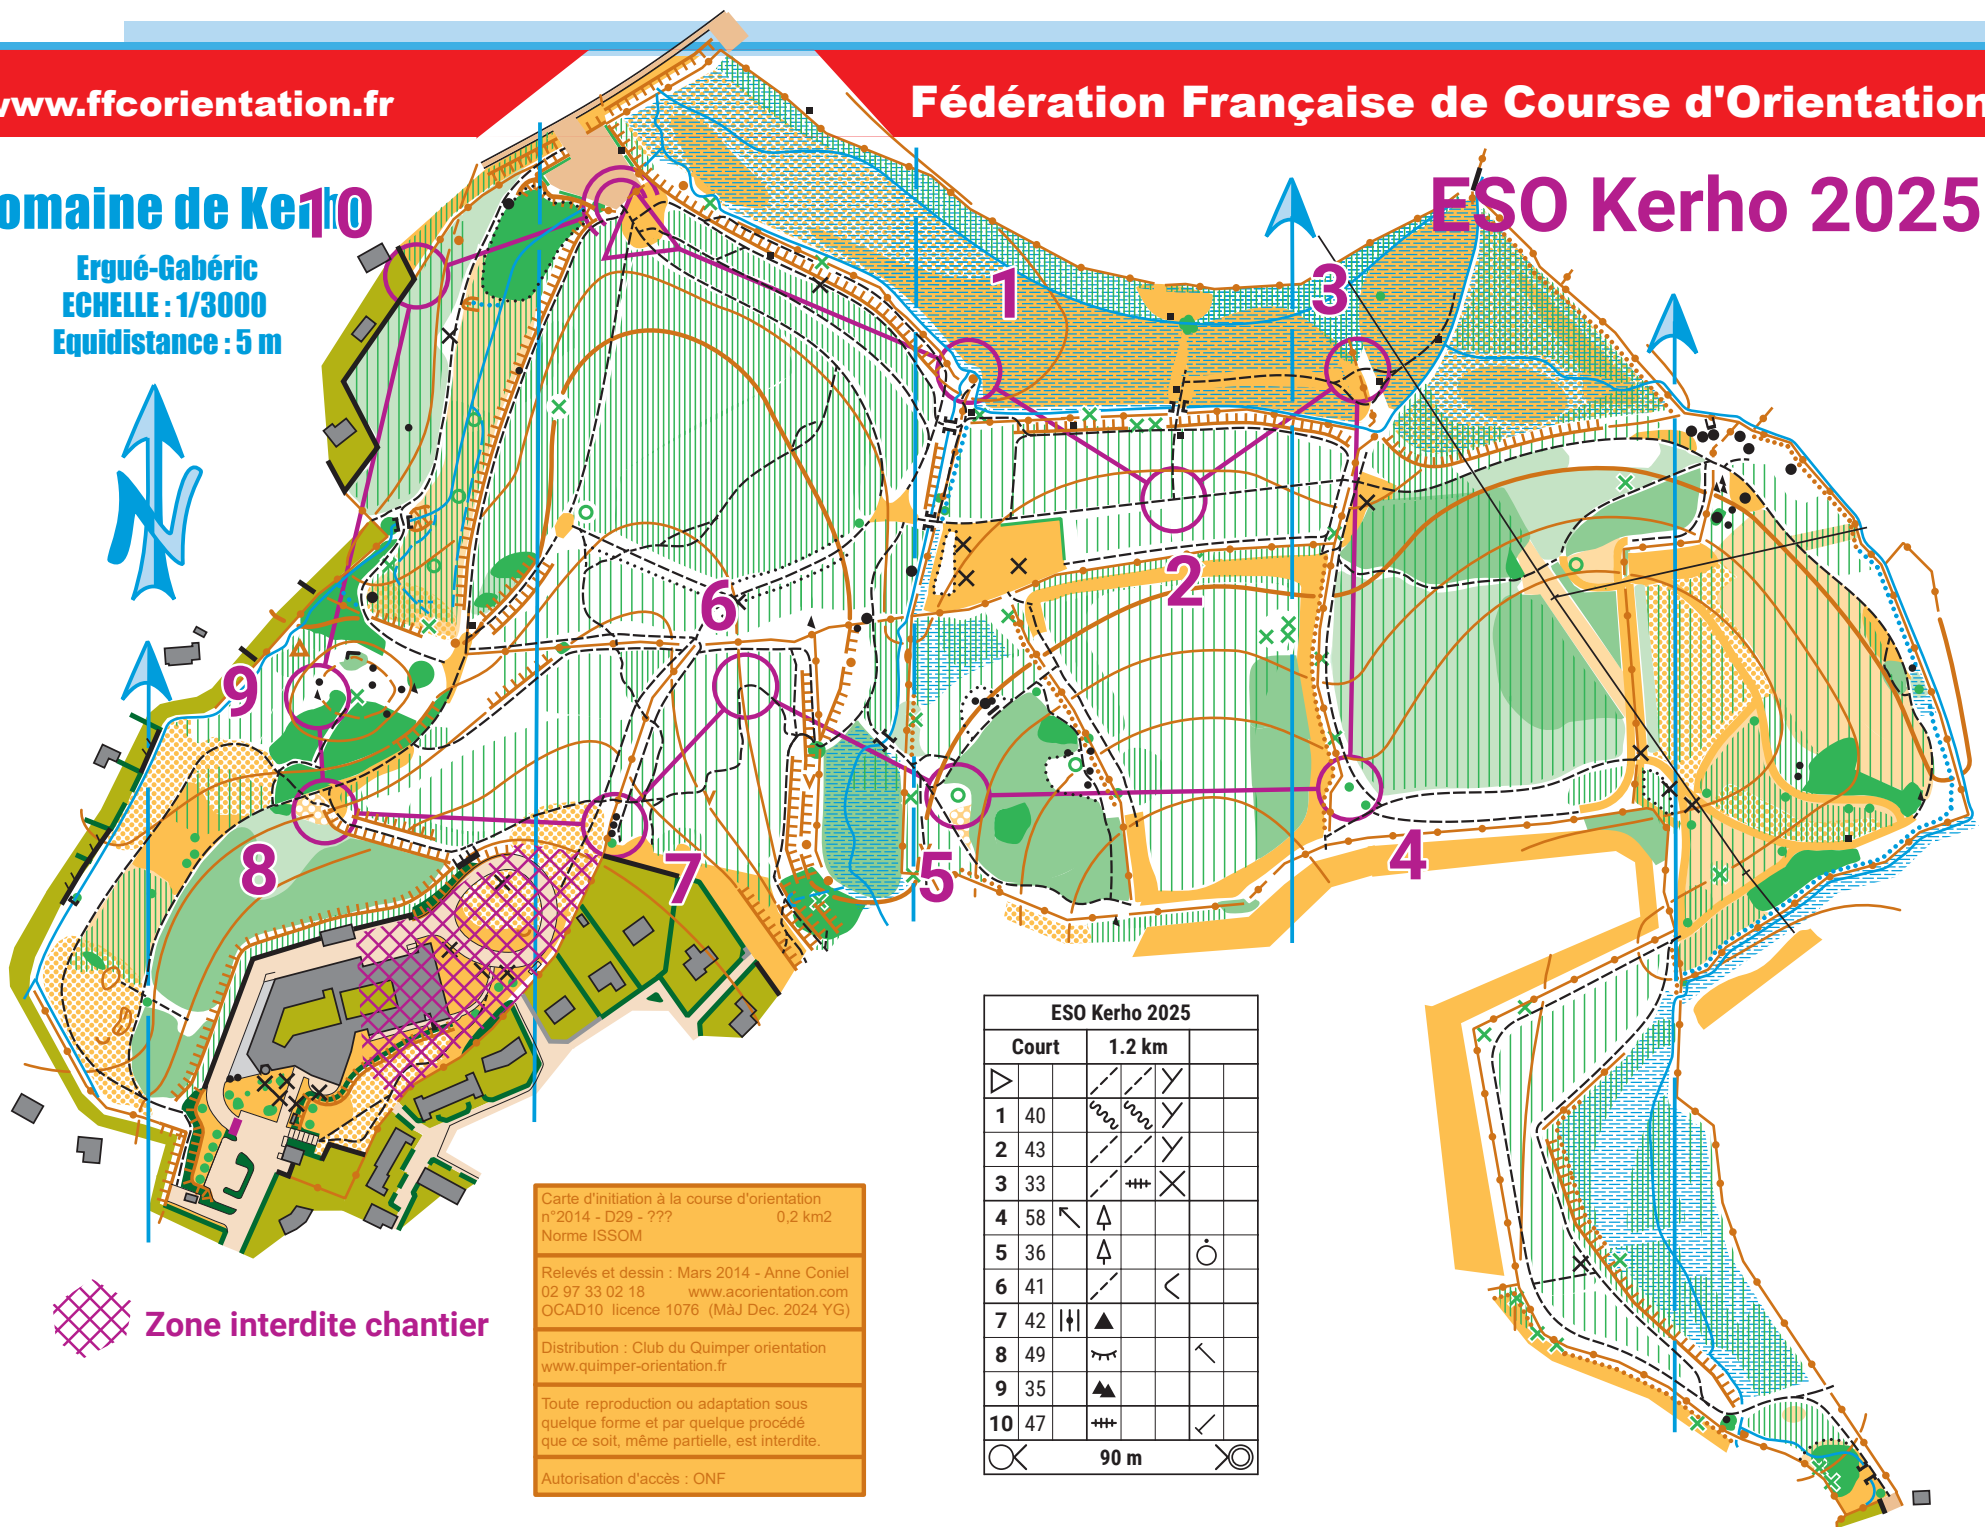 www.ffcorientation.fr
Fédération Française de Course d'Orientation
ESO Kerho 2025
omaine de Kerho
10
Ergué-Gabéric
ECHELLE : 1/3000
Equidistance : 5 m
N
1
3
2
6
9
8
7
5
4
ESO Kerho 2025
Court 1.2 km
1 40
2 43
3 33
4 58
5 36
6 41
7 42
8 49
9 35
10 47
90 m
Carte d'initiation à la course d'orientation
n°2014 - D29 - ??? 0,2 km2
Norme ISSOM
Relevés et dessin : Mars 2014 - Anne Coniel
02 97 33 02 18 www.acorientation.com
OCAD10 licence 1076 (MàJ Dec. 2024 YG)
Distribution : Club du Quimper orientation
www.quimper-orientation.fr
Toute reproduction ou adaptation sous
quelque forme et par quelque procédé
que ce soit, même partielle, est interdite.
Autorisation d'accès : ONF
Zone interdite chantier